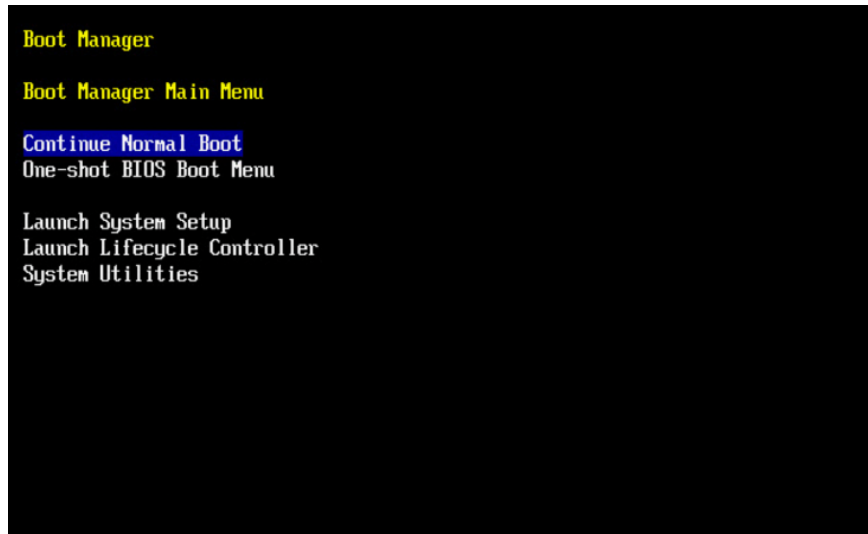 Boot Manager
Boot Manager Main Menu
Continue Normal Boot
One-shot BIOS Boot Menu
Launch System Setup
Launch Lifecycle Controller
System Utilities